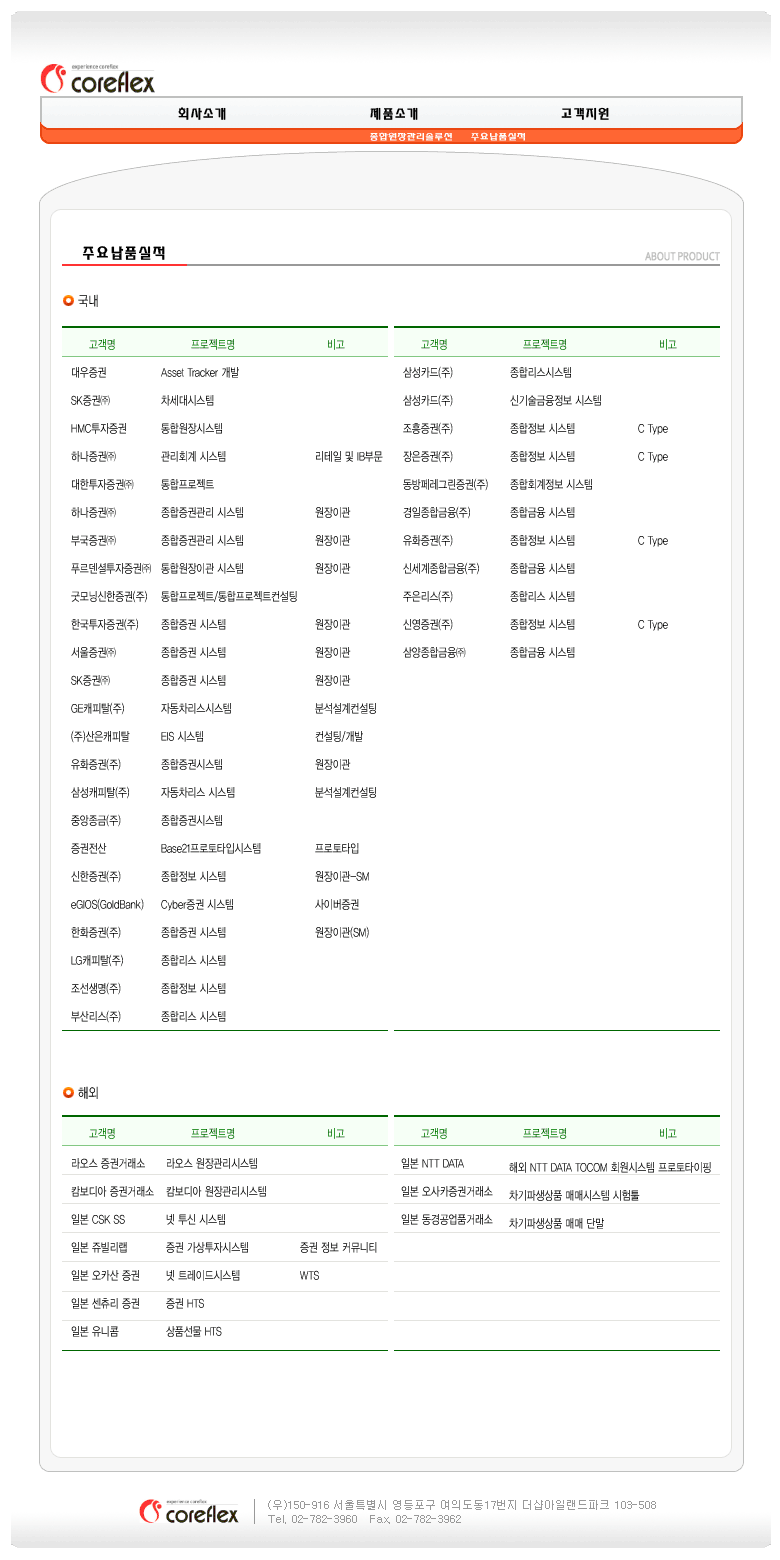 experience coreflex
coreflex
회사소개 제품소개 고객지원
종합원장관리솔루션 주요납품실적
주요납품실적
ABOUT PRODUCT
국내
고객명 프로젝트명 비고 고객명 프로젝트명 비고
대우증권 Asset Tracker 개발 삼성카드(주) 종합리스시스템
SK증권㈜ 차세대시스템 삼성카드(주) 신기술금융정보 시스템
HMC투자증권 통합원장시스템 조흥증권(주) 종합정보 시스템 C Type
하나증권㈜ 관리회계 시스템 리테일 및 IB부문 장은증권(주) 종합정보 시스템 C Type
대한투자증권㈜ 통합프로젝트 동방페레그린증권(주) 종합회계정보 시스템
하나증권㈜ 종합증권관리 시스템 원장이관 경일종합금융(주) 종합금융 시스템
부국증권㈜ 종합증권관리 시스템 원장이관 유화증권(주) 종합정보 시스템 C Type
푸르덴셜투자증권㈜ 통합원장이관 시스템 원장이관 신세계종합금융(주) 종합금융 시스템
굿모닝신한증권(주) 통합프로젝트/통합프로젝트컨설팅 주은리스(주) 종합리스 시스템
한국투자증권(주) 종합증권 시스템 원장이관 신영증권(주) 종합정보 시스템 C Type
서울증권㈜ 종합증권 시스템 원장이관 삼양종합금융㈜ 종합금융 시스템
SK증권㈜ 종합증권 시스템 원장이관
GE캐피탈(주) 자동차리스시스템 분석설계컨설팅
(주)산은캐피탈 EIS 시스템 컨설팅/개발
유화증권(주) 종합증권시스템 원장이관
삼성캐피탈(주) 자동차리스 시스템 분석설계컨설팅
중앙종금(주) 종합증권시스템
증권전산 Base21프로토타입시스템 프로토타입
신한증권(주) 종합정보 시스템 원장이관-SM
eGIOS(GoldBank) Cyber증권 시스템 사이버증권
한화증권(주) 종합증권 시스템 원장이관(SM)
LG캐피탈(주) 종합리스 시스템
조선생명(주) 종합정보 시스템
부산리스(주) 종합리스 시스템
해외
고객명 프로젝트명 비고 고객명 프로젝트명 비고
라오스 증권거래소 라오스 원장관리시스템 일본 NTT DATA 해외 NTT DATA TOCOM 회원시스템 프로토타이핑
캄보디아 증권거래소 캄보디아 원장관리시스템 일본 오사카증권거래소 차기파생상품 매매시스템 시험툴
일본 CSK SS 넷 투신 시스템 일본 동경공업품거래소 차기파생상품 매매 단말
일본 쥬빌리랩 증권 가상투자시스템 증권 정보 커뮤니티
일본 오카산 증권 넷 트레이드시스템 WTS
일본 센츄리 증권 증권 HTS
일본 유니콤 상품선물 HTS
experience coreflex
coreflex
(우)150-916 서울특별시 영등포구 여의도동17번지 더샵아일랜드파크 103-508
Tel. 02-782-3960 Fax. 02-782-3962